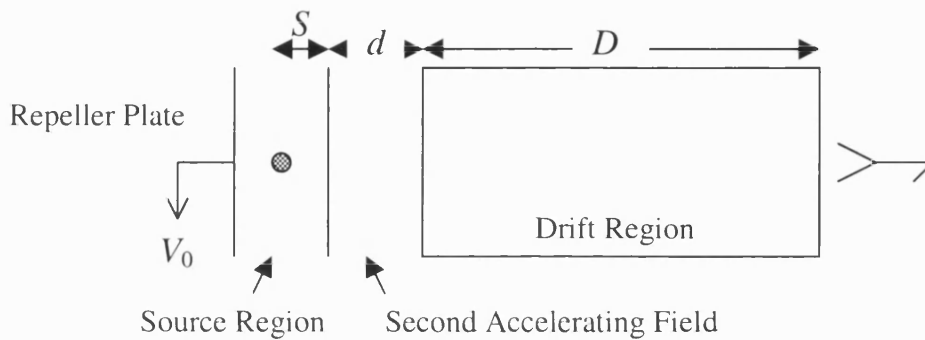 S
d
D
Repeller Plate
V₀
Drift Region
Source Region
Second Accelerating Field